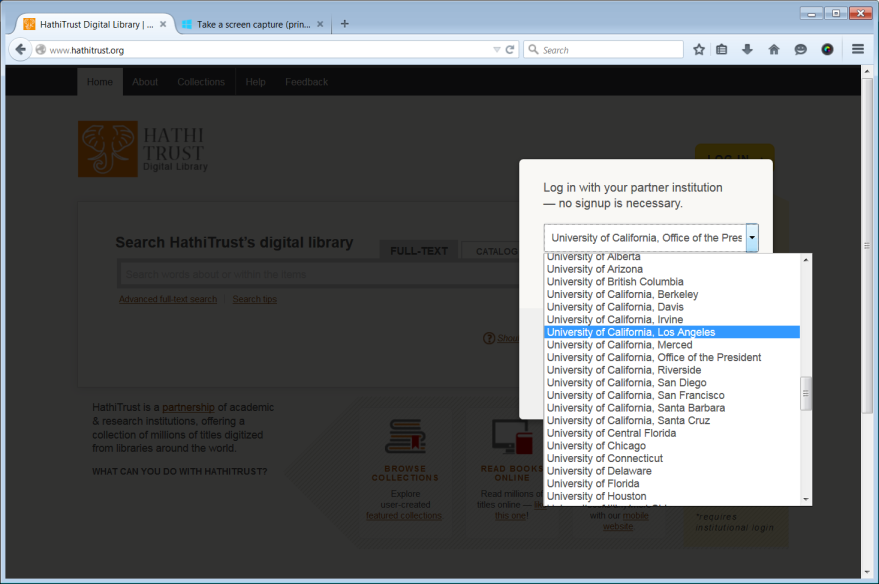 HathiTrust Digital Library | ...
Take a screen capture (prin...
www.hathitrust.org
Search
Home
About
Collections
Help
Feedback
HATHI
TRUST
Digital Library
LOG IN
Log in with your partner institution
— no signup is necessary.
University of California, Office of the Pres
University of Alberta
University of Arizona
University of British Columbia
University of California, Berkeley
University of California, Davis
University of California, Irvine
University of California, Los Angeles
University of California, Merced
University of California, Office of the President
University of California, Riverside
University of California, San Diego
University of California, San Francisco
University of California, Santa Barbara
University of California, Santa Cruz
University of Central Florida
University of Chicago
University of Connecticut
University of Delaware
University of Florida
University of Houston
Search HathiTrust's digital library
FULL-TEXT
CATALOG
Search words about or within the items
Advanced full-text search
Search tips
HathiTrust is a partnership of academic
& research institutions, offering a
collection of millions of titles digitized
from libraries around the world.
WHAT CAN YOU DO WITH HATHITRUST?
BROWSE
COLLECTIONS
Explore
user-created
featured collections
READ BOOKS
ONLINE
Read millions of
titles online —
this one!
with our mobile
website
*requires
institutional login